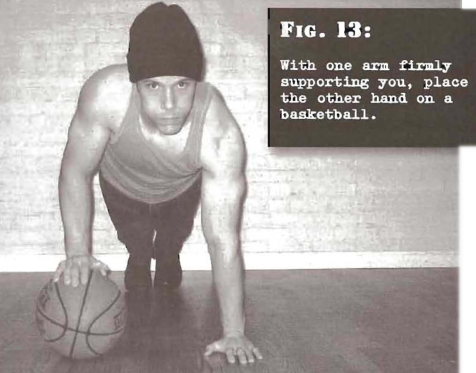 FIG. 13:
With one arm firmly
supporting you, place
the other hand on a
basketball.